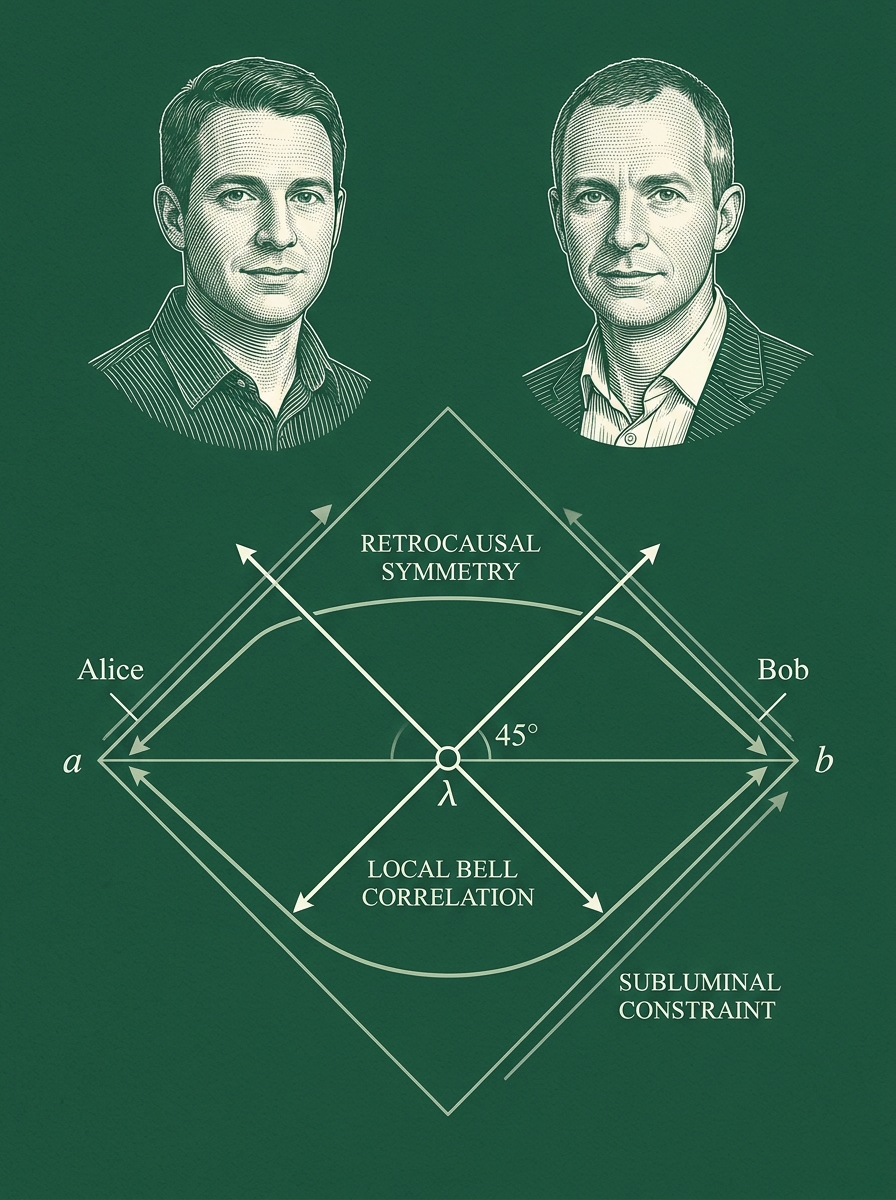 RETROCAUSAL
SYMMETRY
Alice
Bob
a
45°
b
λ
LOCAL BELL
CORRELATION
SUBLUMINAL
CONSTRAINT